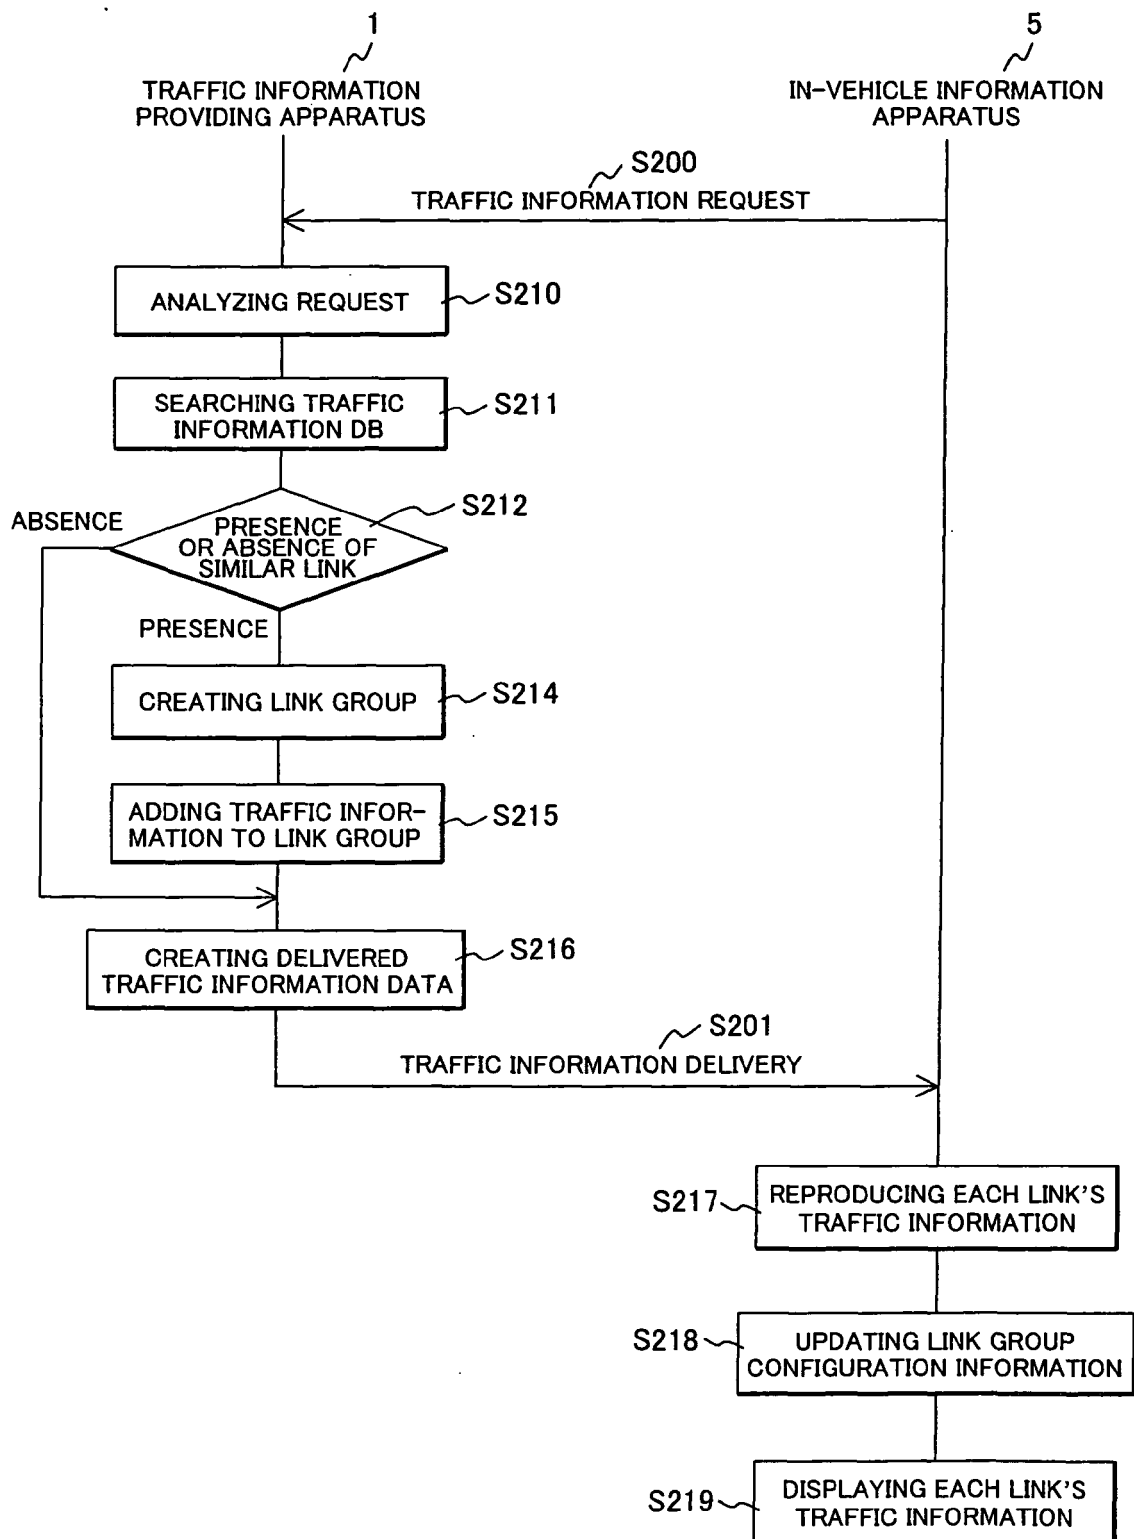 1
TRAFFIC INFORMATION
PROVIDING APPARATUS
5
IN-VEHICLE INFORMATION
APPARATUS
S200
TRAFFIC INFORMATION REQUEST
ANALYZING REQUEST
S210
SEARCHING TRAFFIC
INFORMATION DB
S211
ABSENCE
PRESENCE
OR ABSENCE OF
SIMILAR LINK
S212
PRESENCE
CREATING LINK GROUP
S214
ADDING TRAFFIC INFOR-
MATION TO LINK GROUP
S215
CREATING DELIVERED
TRAFFIC INFORMATION DATA
S216
S201
TRAFFIC INFORMATION DELIVERY
S217
REPRODUCING EACH LINK'S
TRAFFIC INFORMATION
S218
UPDATING LINK GROUP
CONFIGURATION INFORMATION
S219
DISPLAYING EACH LINK'S
TRAFFIC INFORMATION